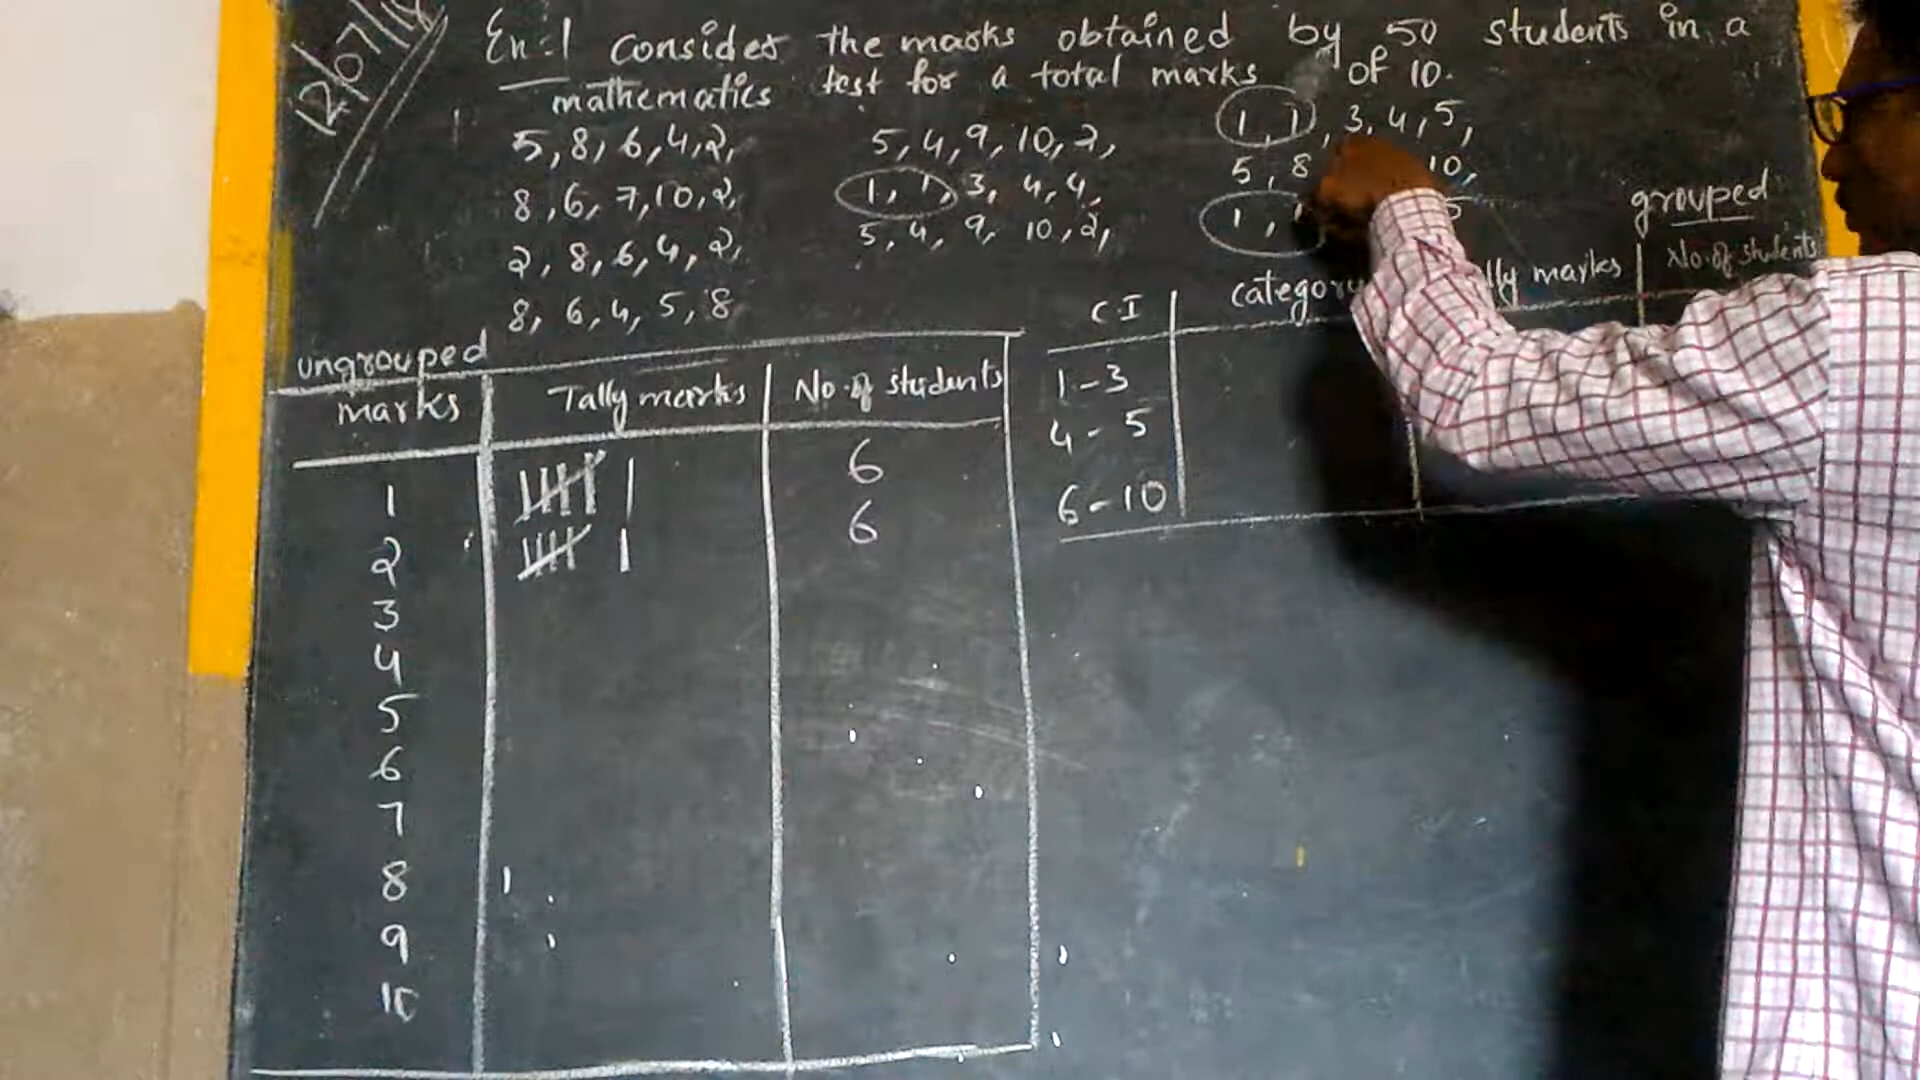 12/07/18
Ex:-1 consider the marks obtained by 50 students in a
mathematics test for a total marks of 10.
5, 8, 6, 4, 2,
8, 6, 7, 10, 2,
2, 8, 6, 4, 2,
8, 6, 4, 5, 8
5, 4, 9, 10, 2,
1, 1, 3, 4, 4,
5, 4, 9, 10, 2,
1, 1, 3, 4, 5,
5, 8 10,
1, 5
ungrouped
marks Tally marks No. of students
1 6
2 6
3
4
5
6
7
8
9
10
grouped
C.I category marks No. of students
1-3
4-5
6-10